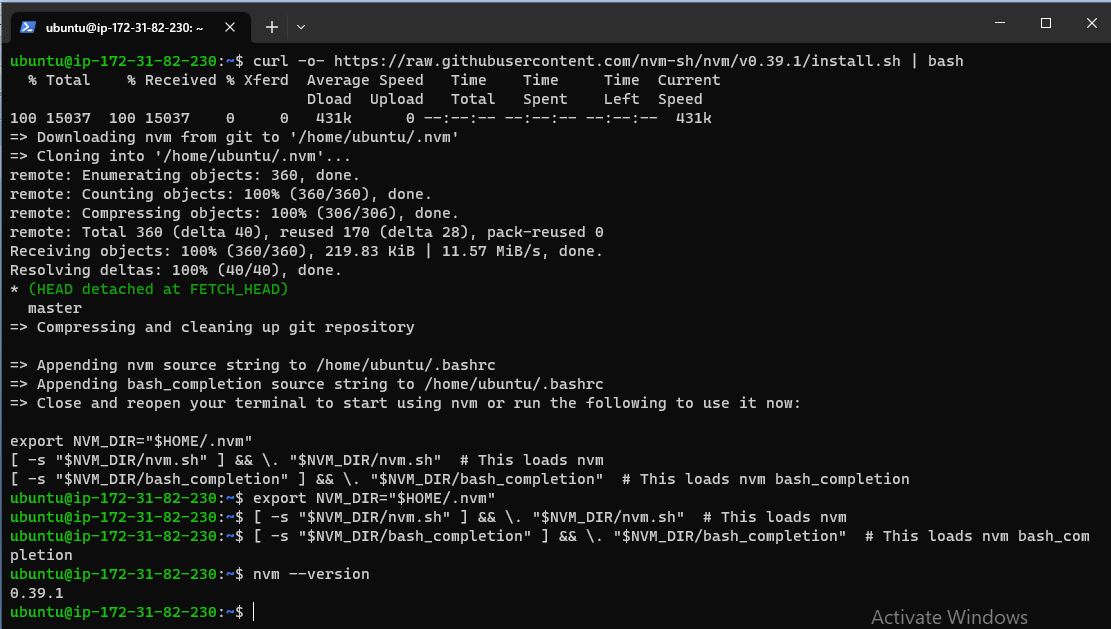 ubuntu@ip-172-31-82-230: ~
ubuntu@ip-172-31-82-230:~$ curl -o- https://raw.githubusercontent.com/nvm-sh/nvm/v0.39.1/install.sh | bash
  % Total    % Received % Xferd  Average Speed   Time    Time     Time  Current
                                 Dload  Upload   Total   Spent    Left  Speed
100 15037  100 15037    0     0   431k      0 --:--:-- --:--:-- --:--:--  431k
=> Downloading nvm from git to '/home/ubuntu/.nvm'
=> Cloning into '/home/ubuntu/.nvm'...
remote: Enumerating objects: 360, done.
remote: Counting objects: 100% (360/360), done.
remote: Compressing objects: 100% (306/306), done.
remote: Total 360 (delta 40), reused 170 (delta 28), pack-reused 0
Receiving objects: 100% (360/360), 219.83 KiB | 11.57 MiB/s, done.
Resolving deltas: 100% (40/40), done.
* (HEAD detached at FETCH_HEAD)
  master
=> Compressing and cleaning up git repository

=> Appending nvm source string to /home/ubuntu/.bashrc
=> Appending bash_completion source string to /home/ubuntu/.bashrc
=> Close and reopen your terminal to start using nvm or run the following to use it now:

export NVM_DIR="$HOME/.nvm"
[ -s "$NVM_DIR/nvm.sh" ] && \. "$NVM_DIR/nvm.sh"  # This loads nvm
[ -s "$NVM_DIR/bash_completion" ] && \. "$NVM_DIR/bash_completion"  # This loads nvm bash_completion
ubuntu@ip-172-31-82-230:~$ export NVM_DIR="$HOME/.nvm"
ubuntu@ip-172-31-82-230:~$ [ -s "$NVM_DIR/nvm.sh" ] && \. "$NVM_DIR/nvm.sh"  # This loads nvm
ubuntu@ip-172-31-82-230:~$ [ -s "$NVM_DIR/bash_completion" ] && \. "$NVM_DIR/bash_completion"  # This loads nvm bash_com
pletion
ubuntu@ip-172-31-82-230:~$ nvm --version
0.39.1
ubuntu@ip-172-31-82-230:~$
Activate Windows